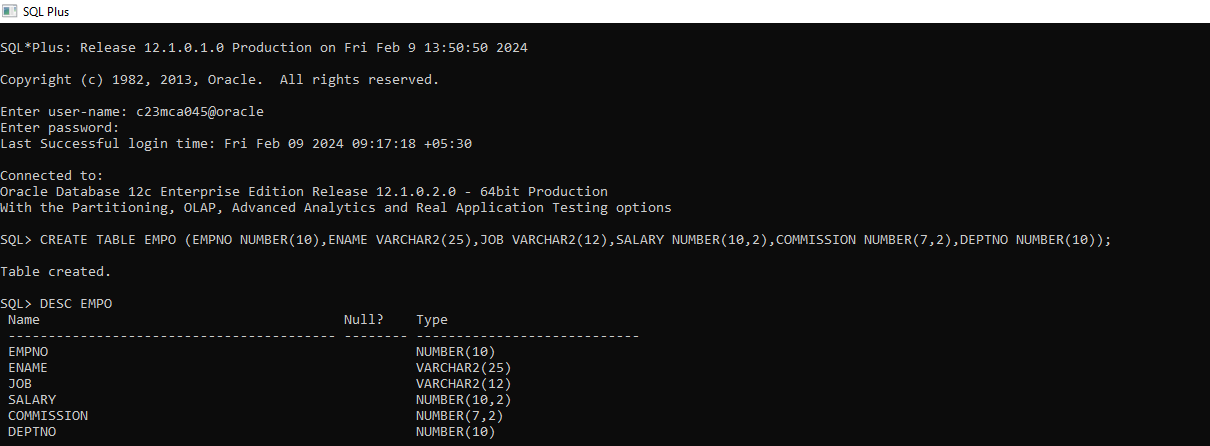 SQL Plus
SQL*Plus: Release 12.1.0.1.0 Production on Fri Feb 9 13:50:50 2024
Copyright (c) 1982, 2013, Oracle.  All rights reserved.
Enter user-name: c23mca045@oracle
Enter password:
Last Successful login time: Fri Feb 09 2024 09:17:18 +05:30
Connected to:
Oracle Database 12c Enterprise Edition Release 12.1.0.2.0 - 64bit Production
With the Partitioning, OLAP, Advanced Analytics and Real Application Testing options
SQL> CREATE TABLE EMPO (EMPNO NUMBER(10),ENAME VARCHAR2(25),JOB VARCHAR2(12),SALARY NUMBER(10,2),COMMISSION NUMBER(7,2),DEPTNO NUMBER(10));
Table created.
SQL> DESC EMPO
 Name                                      Null?    Type
 ----------------------------------------- -------- ----------------------------
 EMPNO                                              NUMBER(10)
 ENAME                                              VARCHAR2(25)
 JOB                                                VARCHAR2(12)
 SALARY                                             NUMBER(10,2)
 COMMISSION                                         NUMBER(7,2)
 DEPTNO                                             NUMBER(10)